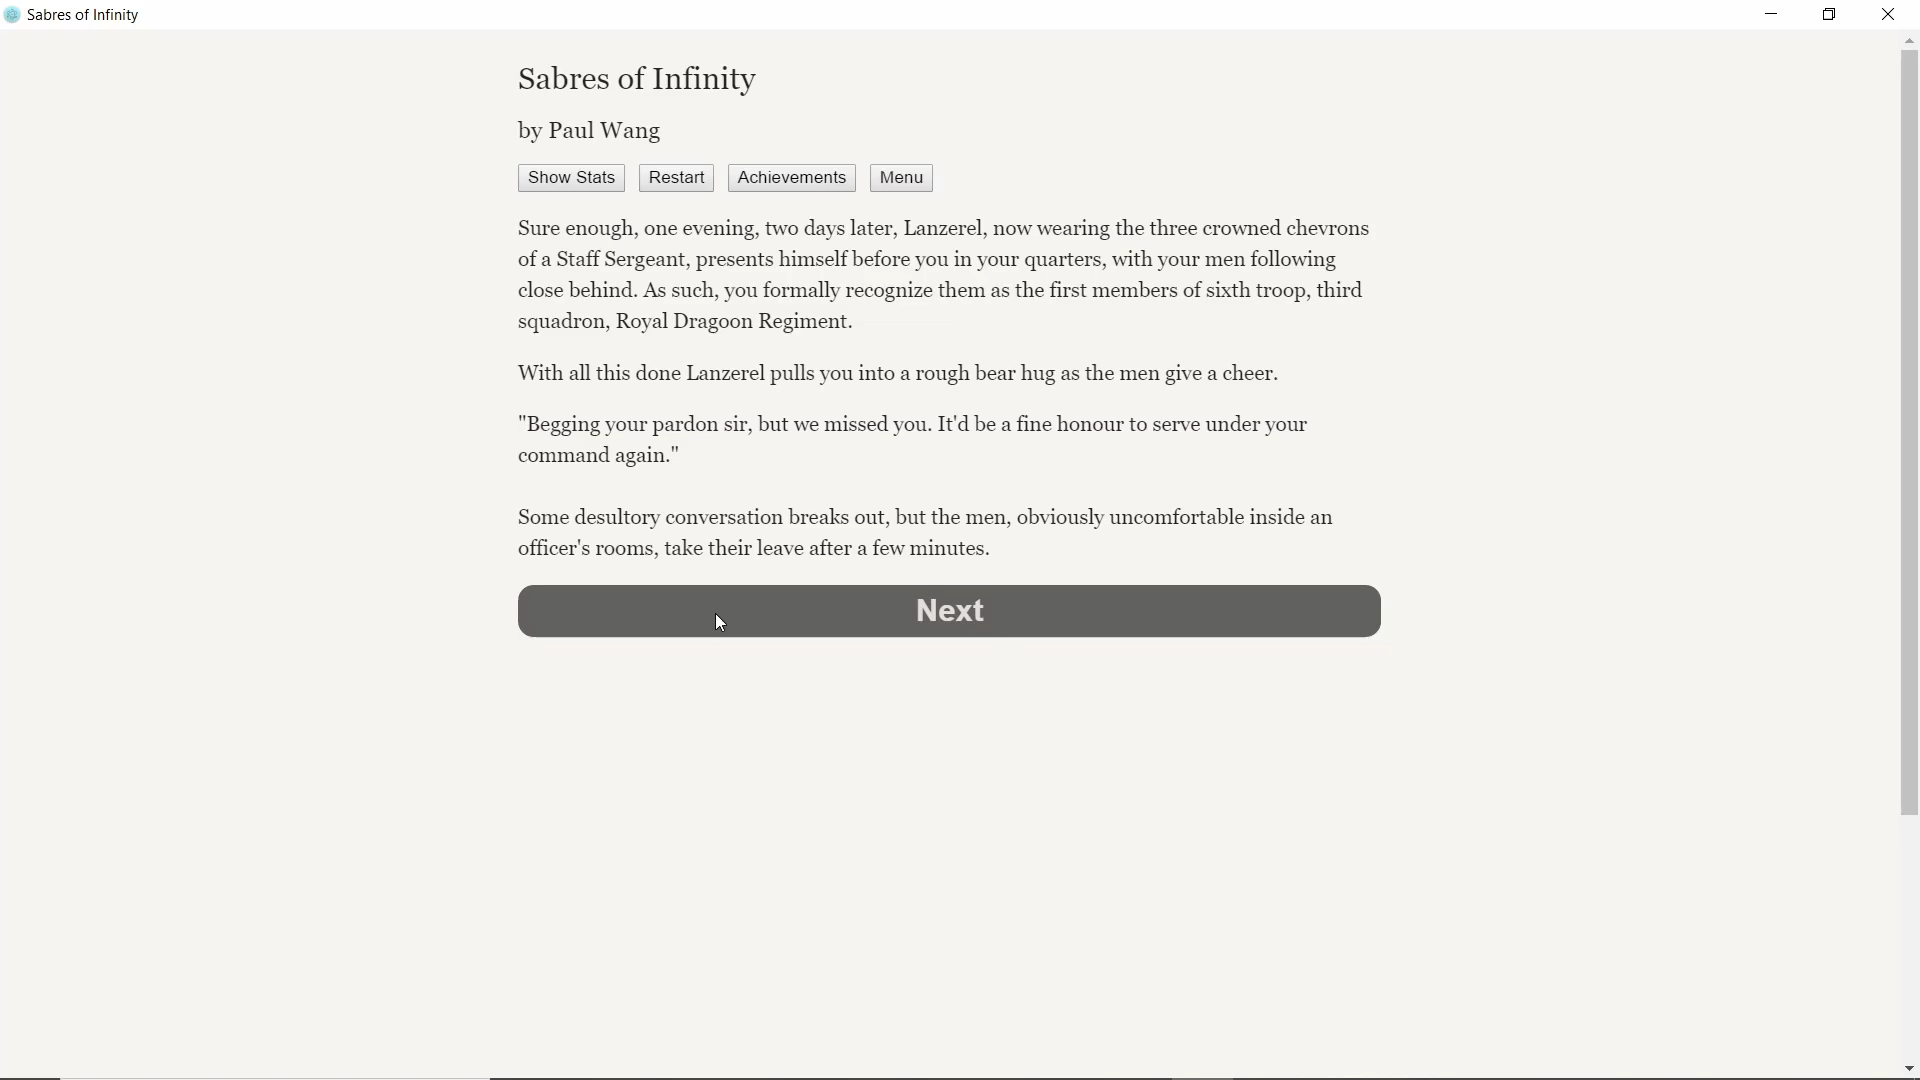 Sabres of Infinity
Sabres of Infinity
by Paul Wang
Show Stats Restart Achievements Menu
Sure enough, one evening, two days later, Lanzerel, now wearing the three crowned chevrons
of a Staff Sergeant, presents himself before you in your quarters, with your men following
close behind. As such, you formally recognize them as the first members of sixth troop, third
squadron, Royal Dragoon Regiment.
With all this done Lanzerel pulls you into a rough bear hug as the men give a cheer.
"Begging your pardon sir, but we missed you. It'd be a fine honour to serve under your
command again."
Some desultory conversation breaks out, but the men, obviously uncomfortable inside an
officer's rooms, take their leave after a few minutes.
Next